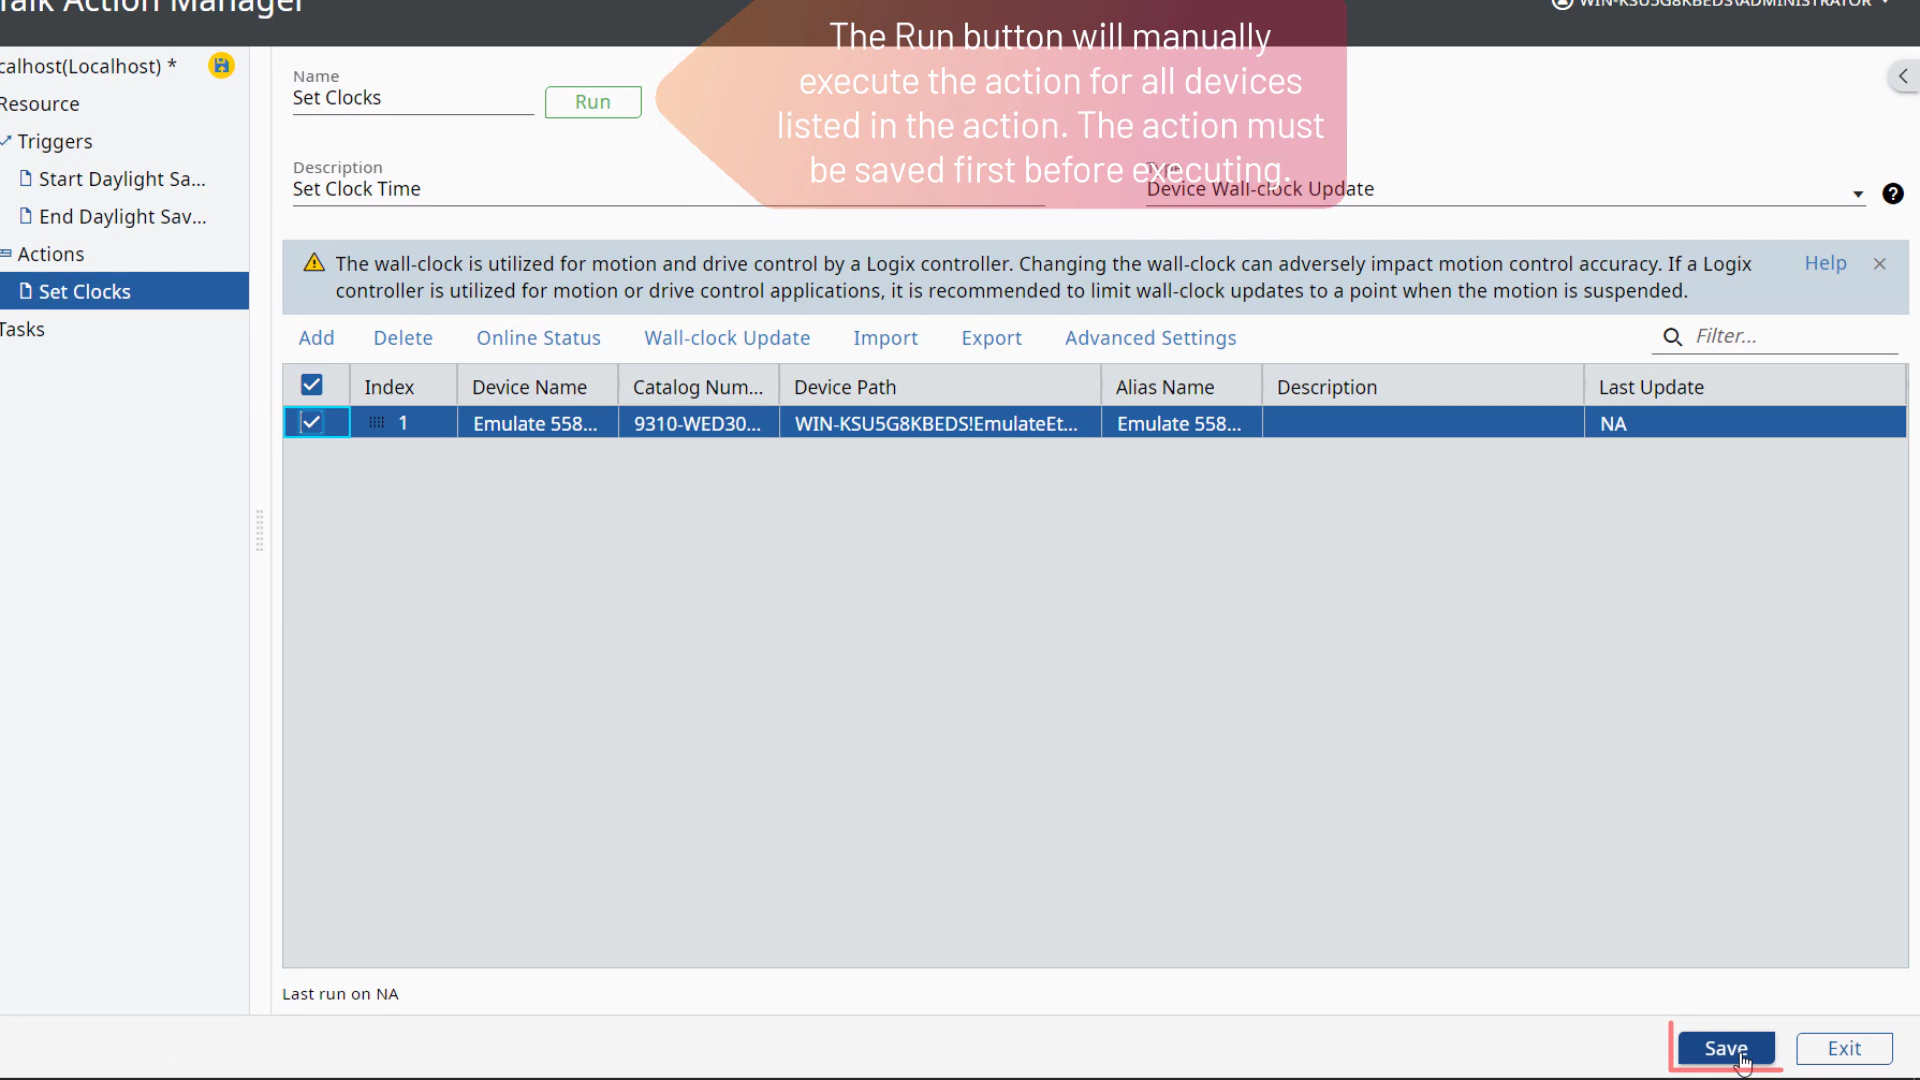 Talk Action Manager
WIN-KSU5G8KBEDS\ADMINISTRATOR
The Run button will manually
execute the action for all devices
listed in the action. The action must
be saved first before executing.
calhost(Localhost) *
Resource
Triggers
Start Daylight Sa...
End Daylight Sav...
Actions
Set Clocks
Tasks
Name
Set Clocks
Run
Description
Set Clock Time
Type
Device Wall-clock Update
The wall-clock is utilized for motion and drive control by a Logix controller. Changing the wall-clock can adversely impact motion control accuracy. If a Logix
controller is utilized for motion or drive control applications, it is recommended to limit wall-clock updates to a point when the motion is suspended.
Help
Add Delete Online Status Wall-clock Update Import Export Advanced Settings Filter...
Index Device Name Catalog Num... Device Path Alias Name Description Last Update
1 Emulate 558... 9310-WED30... WIN-KSU5G8KBEDS!EmulateEt... Emulate 558... NA
Last run on NA
Save Exit